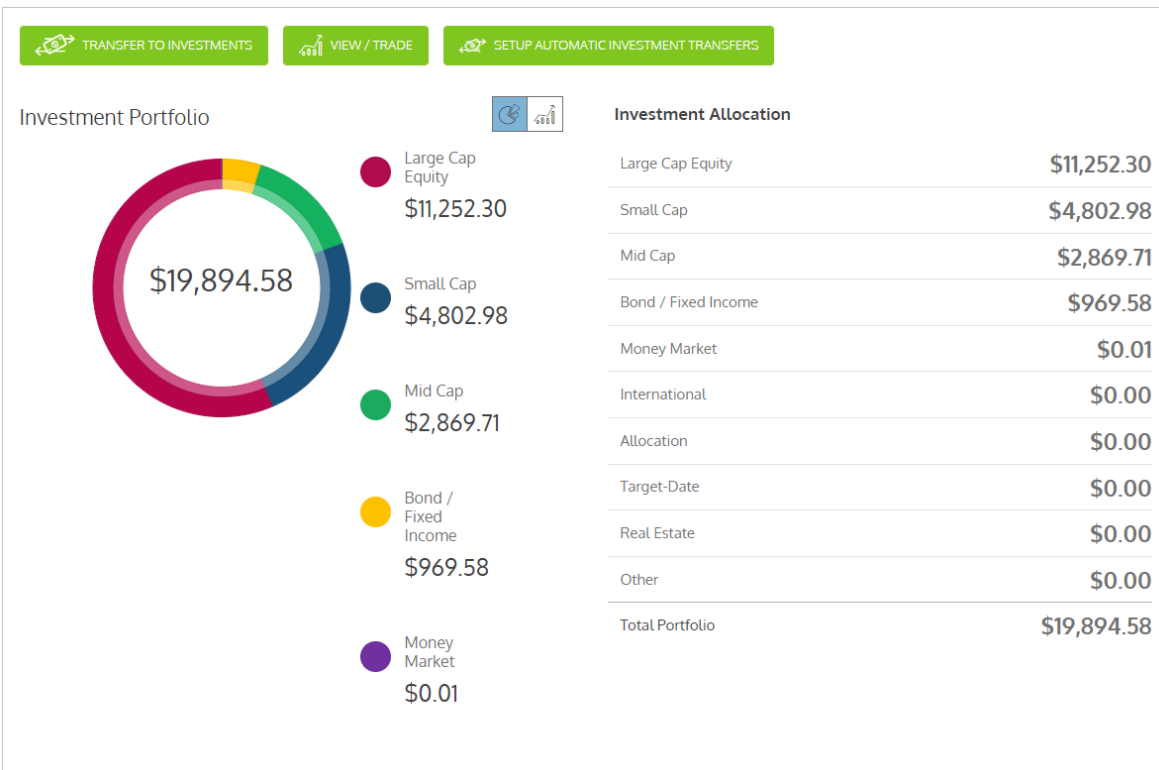 TRANSFER TO INVESTMENTS
VIEW / TRADE
SETUP AUTOMATIC INVESTMENT TRANSFERS
Investment Portfolio
$19,894.58
Large Cap
Equity
$11,252.30
Small Cap
$4,802.98
Mid Cap
$2,869.71
Bond /
Fixed
Income
$969.58
Money
Market
$0.01
Investment Allocation
Large Cap Equity $11,252.30
Small Cap $4,802.98
Mid Cap $2,869.71
Bond / Fixed Income $969.58
Money Market $0.01
International $0.00
Allocation $0.00
Target-Date $0.00
Real Estate $0.00
Other $0.00
Total Portfolio $19,894.58